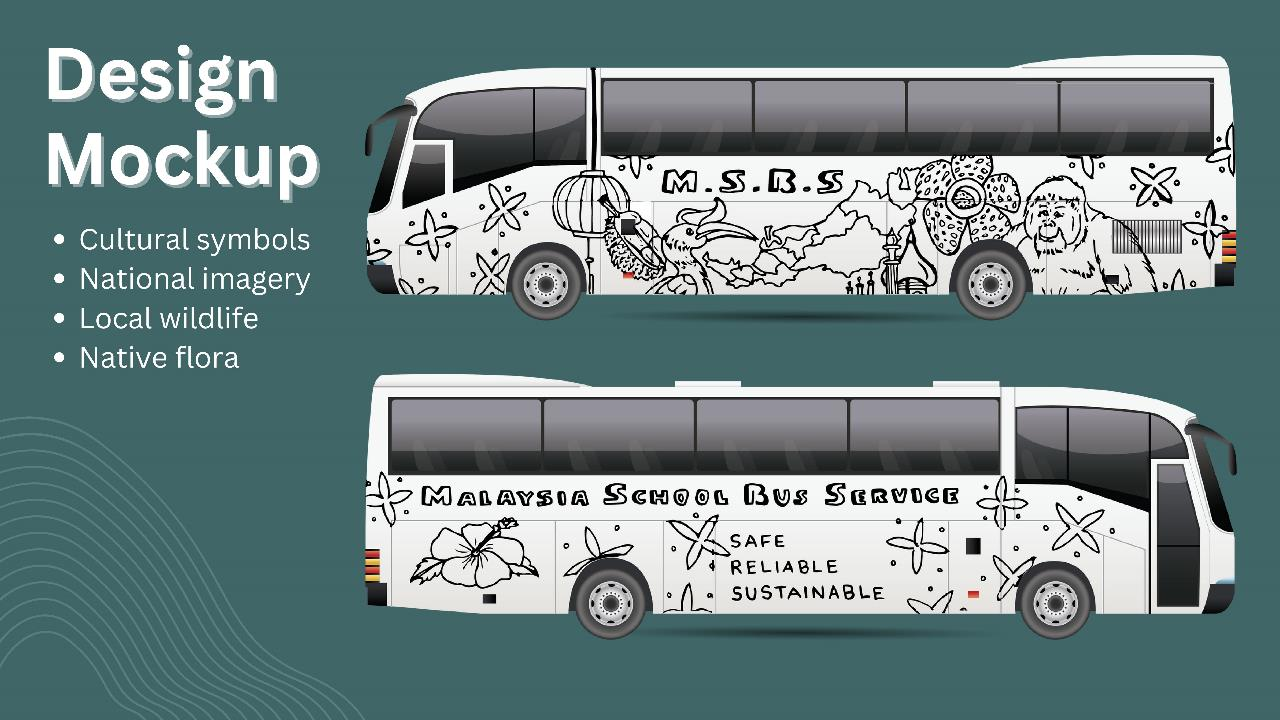 Design
Mockup
• Cultural symbols
• National imagery
• Local wildlife
• Native flora
M.S.B.S
MALAYSIA SCHOOL BUS SERVICE
SAFE
RELIABLE
SUSTAINABLE